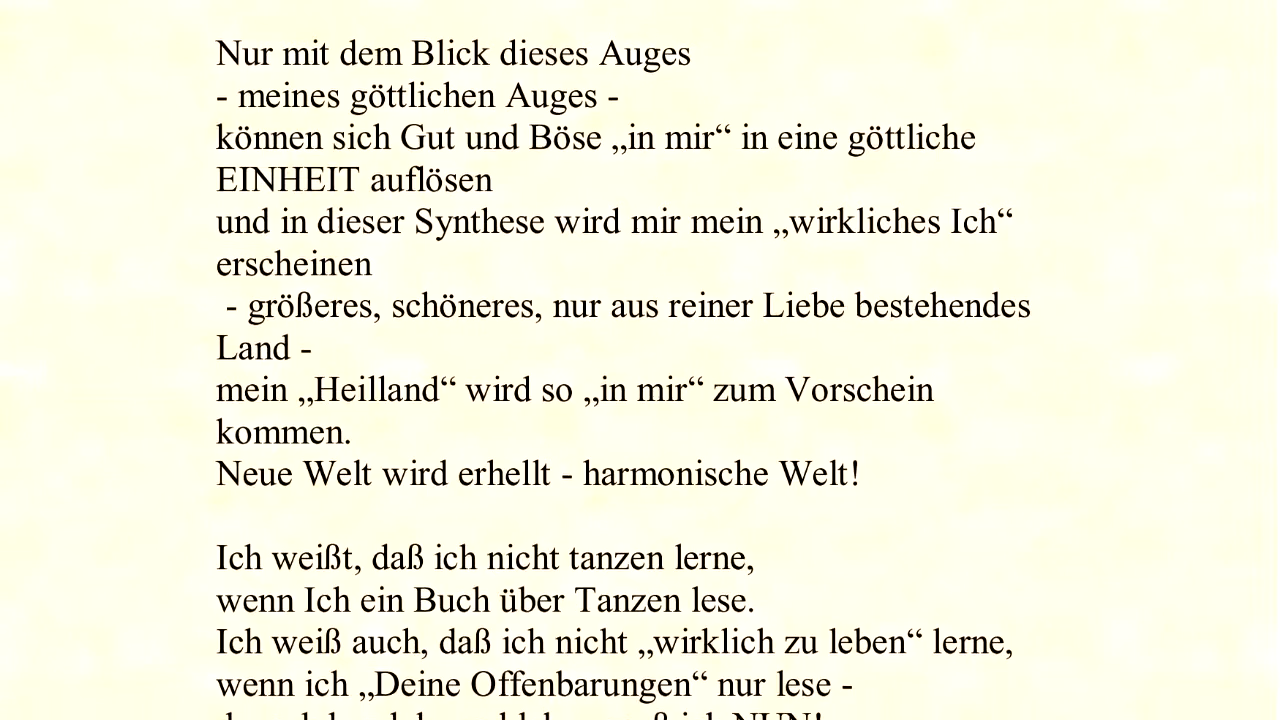 Nur mit dem Blick dieses Auges
- meines göttlichen Auges -
können sich Gut und Böse „in mir“ in eine göttliche
EINHEIT auflösen
und in dieser Synthese wird mir mein „wirkliches Ich“
erscheinen
- größeres, schöneres, nur aus reiner Liebe bestehendes
Land -
mein „Heilland“ wird so „in mir“ zum Vorschein
kommen.
Neue Welt wird erhellt - harmonische Welt!
Ich weißt, daß ich nicht tanzen lerne,
wenn Ich ein Buch über Tanzen lese.
Ich weiß auch, daß ich nicht „wirklich zu leben“ lerne,
wenn ich „Deine Offenbarungen“ nur lese -
ich NUN!